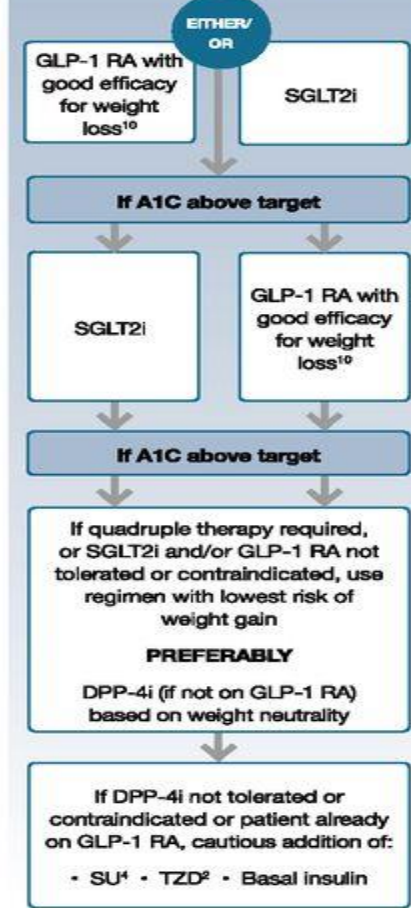 EITHER/
OR
GLP-1 RA with
good efficacy
for weight
loss¹⁰
SGLT2i
If A1C above target
SGLT2i
GLP-1 RA with
good efficacy
for weight
loss¹⁰
If A1C above target
If quadruple therapy required,
or SGLT2i and/or GLP-1 RA not
tolerated or contraindicated, use
regimen with lowest risk of
weight gain
PREFERABLY
DPP-4i (if not on GLP-1 RA)
based on weight neutrality
If DPP-4i not tolerated or
contraindicated or patient already
on GLP-1 RA, cautious addition of:
• SU⁴ • TZD² • Basal insulin